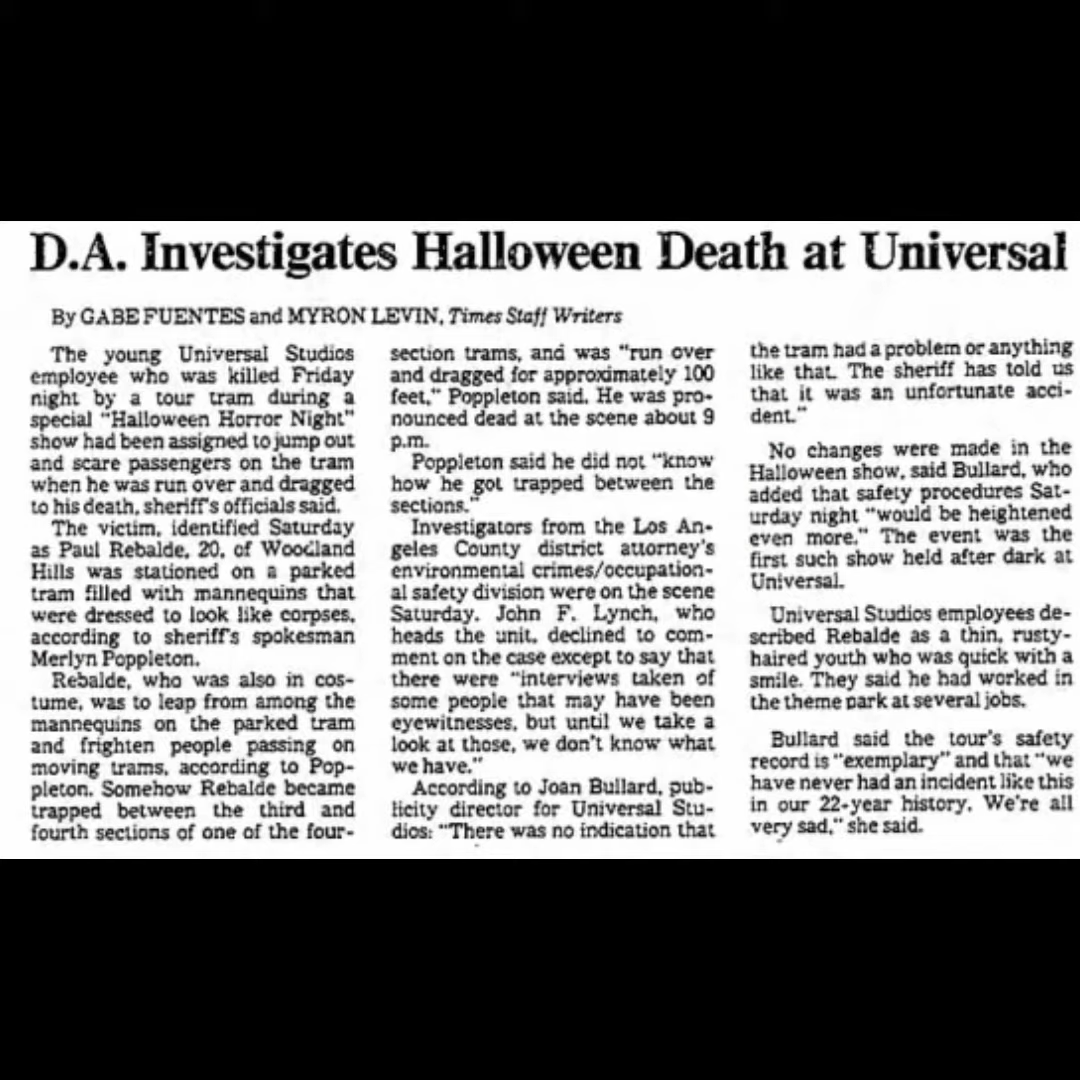 D.A. Investigates Halloween Death at Universal
By GABE FUENTES and MYRON LEVIN, Times Staff Writers
The young Universal Studios
employee who was killed Friday
night by a tour tram during a
special "Halloween Horror Night"
show had been assigned to jump out
and scare passengers on the tram
when he was run over and dragged
to his death, sheriff's officials said.
The victim, identified Saturday
as Paul Rebalde, 20, of Woodland
Hills was stationed on a parked
tram filled with mannequins that
were dressed to look like corpses,
according to sheriff's spokesman
Merlyn Poppleton.
Rebalde, who was also in cos-
tume, was to leap from among the
mannequins on the parked tram
and frighten people passing on
moving trams, according to Pop-
pleton. Somehow Rebalde became
trapped between the third and
fourth sections of one of the four-
section trams, and was "run over
and dragged for approximately 100
feet," Poppleton said. He was pro-
nounced dead at the scene about 9
p.m.
Poppleton said he did not "know
how he got trapped between the
sections."
Investigators from the Los An-
geles County district attorney's
environmental crimes/occupation-
al safety division were on the scene
Saturday. John F. Lynch, who
heads the unit, declined to com-
ment on the case except to say that
there were "interviews taken of
some people that may have been
eyewitnesses, but until we take a
look at those, we don't know what
we have."
According to Joan Bullard, pub-
licity director for Universal Stu-
dios: "There was no indication that
the tram had a problem or anything
like that. The sheriff has told us
that it was an unfortunate acci-
dent."
No changes were made in the
Halloween show, said Bullard, who
added that safety procedures Sat-
urday night "would be heightened
even more." The event was the
first such show held after dark at
Universal.
Universal Studios employees de-
scribed Rebalde as a thin, rusty-
haired youth who was quick with a
smile. They said he had worked in
the theme park at several jobs.
Bullard said the tour's safety
record is "exemplary" and that "we
have never had an incident like this
in our 22-year history. We're all
very sad," she said.